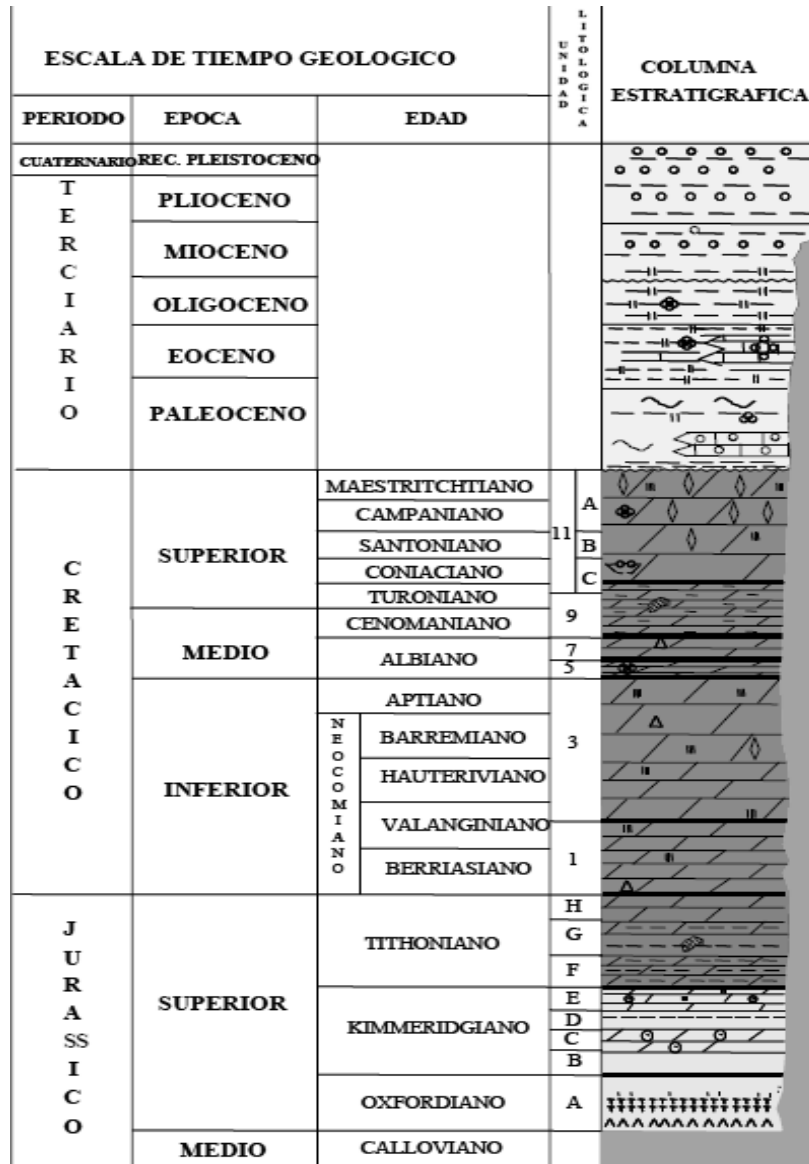 ESCALA DE TIEMPO GEOLOGICO
UNIDAD
LITOLOGICA
COLUMNA
ESTRATIGRAFICA
PERIODO EPOCA EDAD
CUATERNARIO REC. PLEISTOCENO
TERCIARIO
PLIOCENO
MIOCENO
OLIGOCENO
EOCENO
PALEOCENO
CRETACICO
SUPERIOR
MAESTRITCHTIANO
CAMPANIANO
SANTONIANO
CONIACIANO
TURONIANO
11
A
B
C
MEDIO
CENOMANIANO
9
ALBIANO
7
5
INFERIOR
APTIANO
NEOCOMIANO
BARREMIANO
HAUTERIVIANO
3
VALANGINIANO
BERRIASIANO
1
JURASSICO
SUPERIOR
TITHONIANO
H
G
F
KIMMERIDGIANO
E
D
C
B
OXFORDIANO
A
MEDIO CALLOVIANO